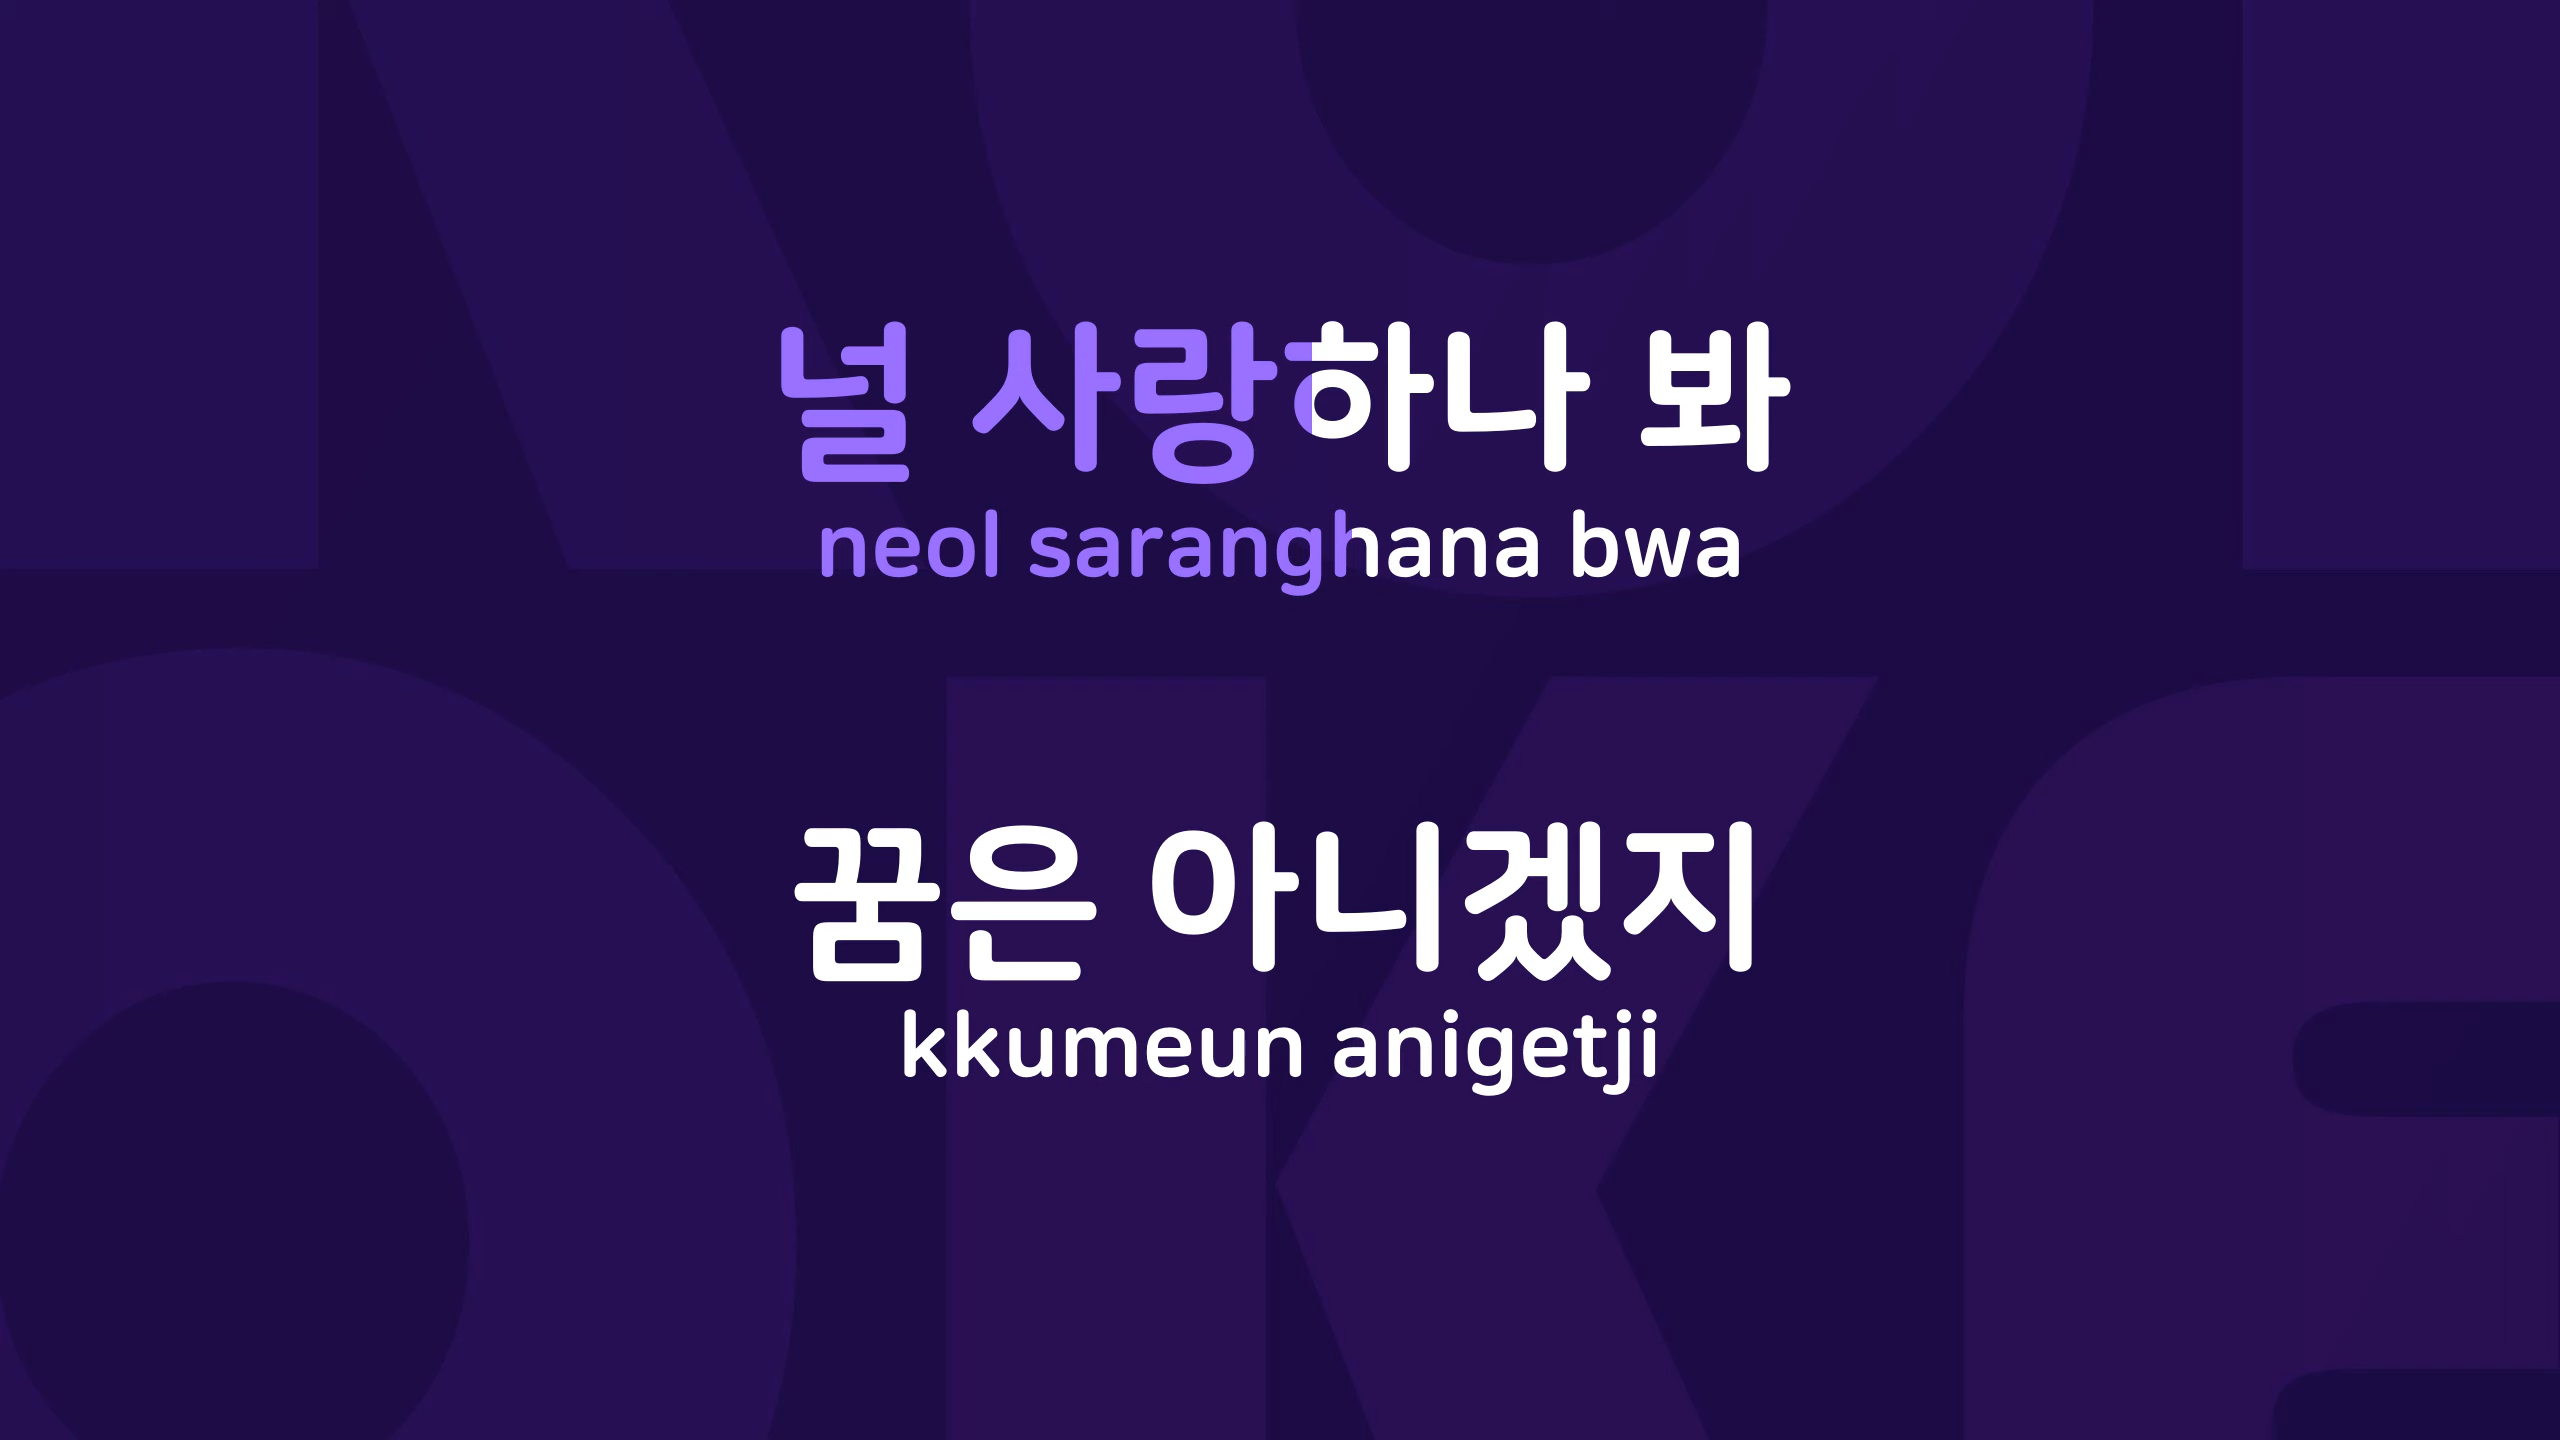 널 사랑하나 봐
neol saranghana bwa
꿈은 아니겠지
kkumeun anigetji